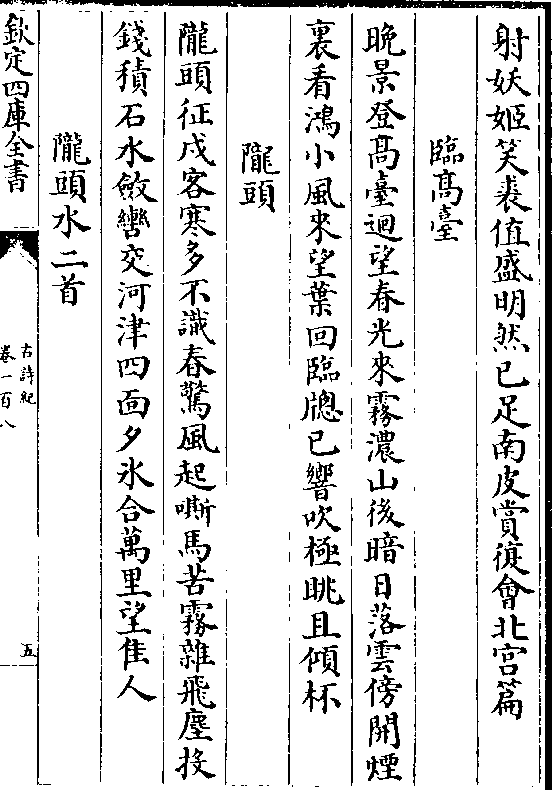 射妖姬笑裘值盛明然已足南皮賞復會北宫篇
臨髙臺
晩景登髙臺迥望春光來霧濃山後暗日落雲傍開煙
裏看鴻小風來望葉回臨牕已響吹極眺且傾杯
隴頭
隴頭征戍客寒多不識春驚風起嘶馬苦霧雜飛塵投
錢積石水斂轡交河津四面夕氷合萬里望佳人
隴頭水二首
欽定四庫全書
古詩紀
卷一百八
五